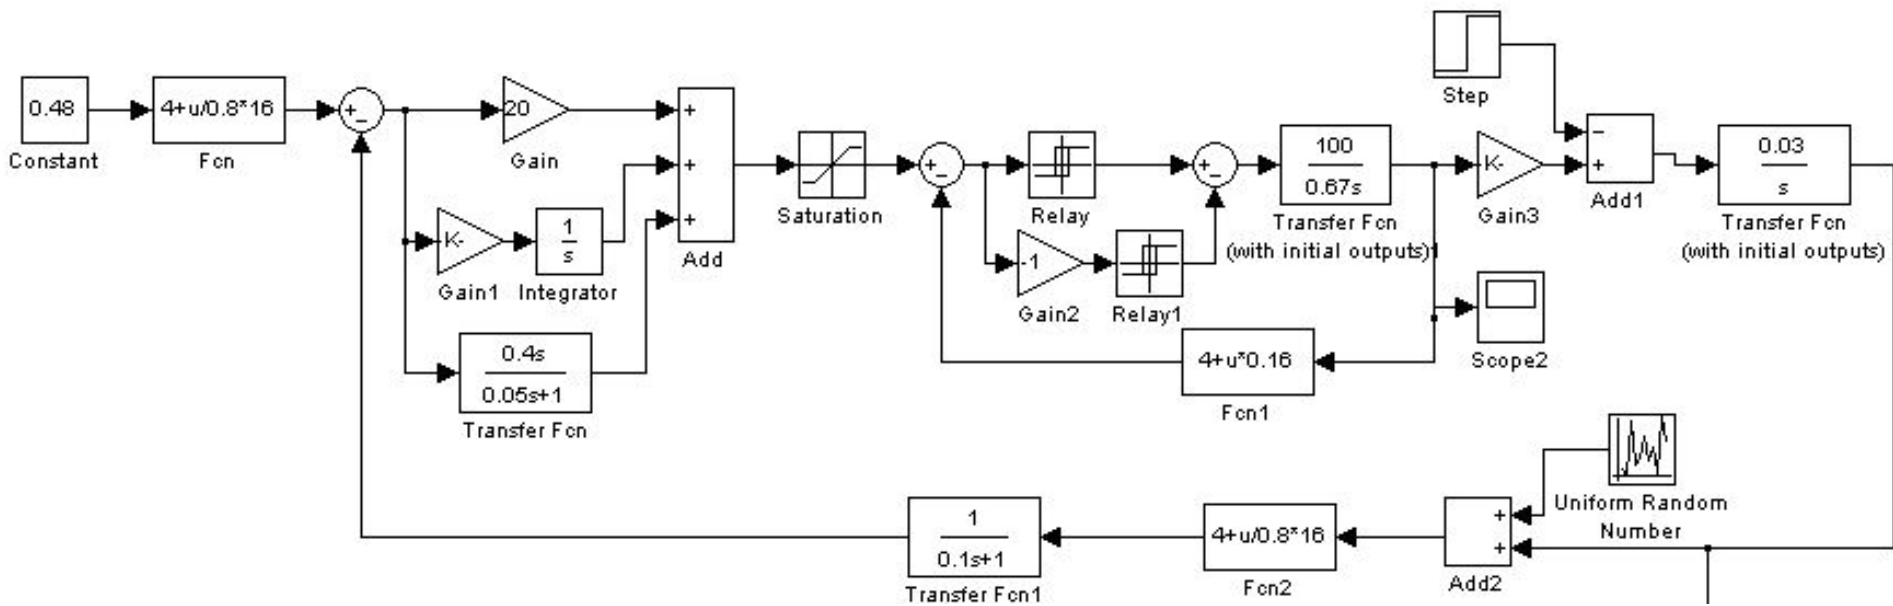 Step
0.48
Constant
4+u/0.8*16
Fcn
+
−
20
Gain
K-
Gain1
1
s
Integrator
0.4s
0.05s+1
Transfer Fcn
+
+
+
Add
Saturation
+
−
Relay
-1
Gain2
Relay1
+
−
100
0.67s
Transfer Fcn
(with initial outputs)1
K-
Gain3
−
+
Add1
0.03
s
Transfer Fcn
(with initial outputs)
Scope2
4+u*0.16
Fcn1
Uniform Random
Number
+
+
Add2
4+u/0.8*16
Fcn2
1
0.1s+1
Transfer Fcn1